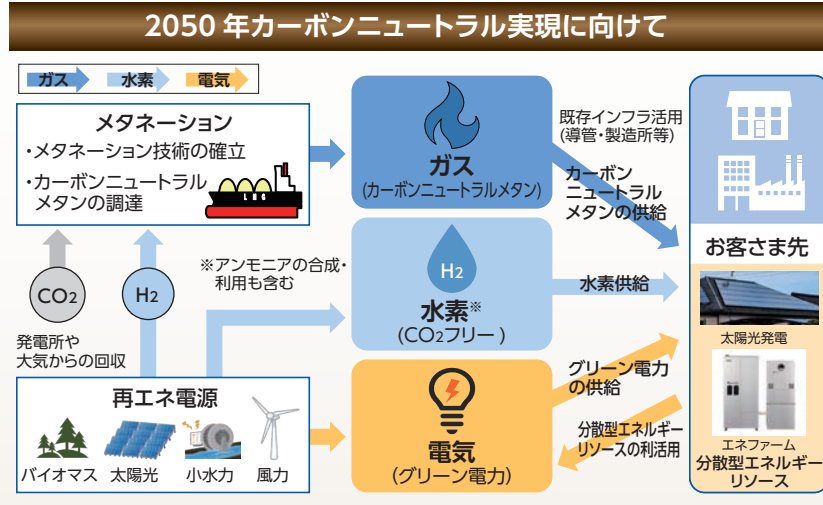 2050 年カーボンニュートラル実現に向けて
ガス
水素
電気
メタネーション
・メタネーション技術の確立
・カーボンニュートラル
メタンの調達
LNG
ガス
(カーボンニュートラルメタン)
既存インフラ活用
(導管・製造所等)
カーボン
ニュートラル
メタンの供給
お客さま先
CO2
H2
※アンモニアの合成・
利用も含む
H2
水素※
(CO2フリー )
水素供給
発電所や
大気からの回収
太陽光発電
再エネ電源
バイオマス
太陽光
小水力
風力
電気
(グリーン電力)
グリーン電力
の供給
分散型エネルギー
リソースの利活用
エネファーム
分散型エネルギー
リソース